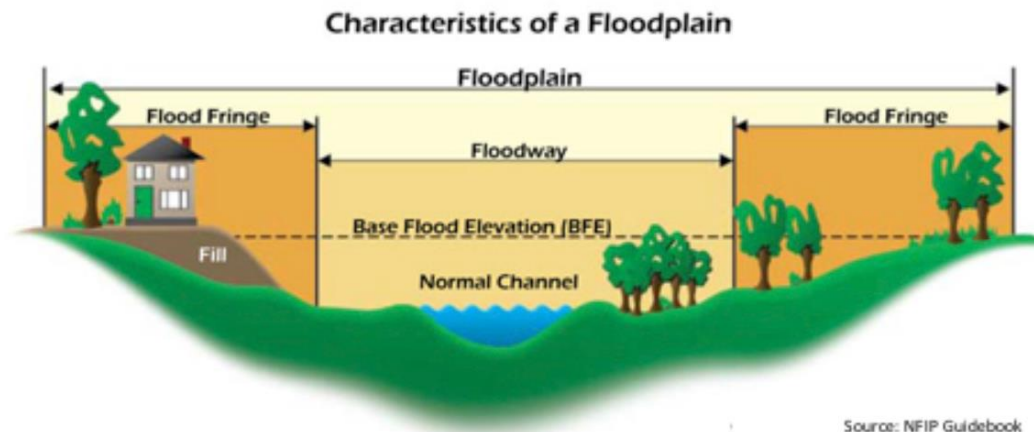 Characteristics of a Floodplain
Floodplain
Flood Fringe
Flood Fringe
Floodway
Base Flood Elevation (BFE)
Fill
Normal Channel
Source: NFIP Guidebook